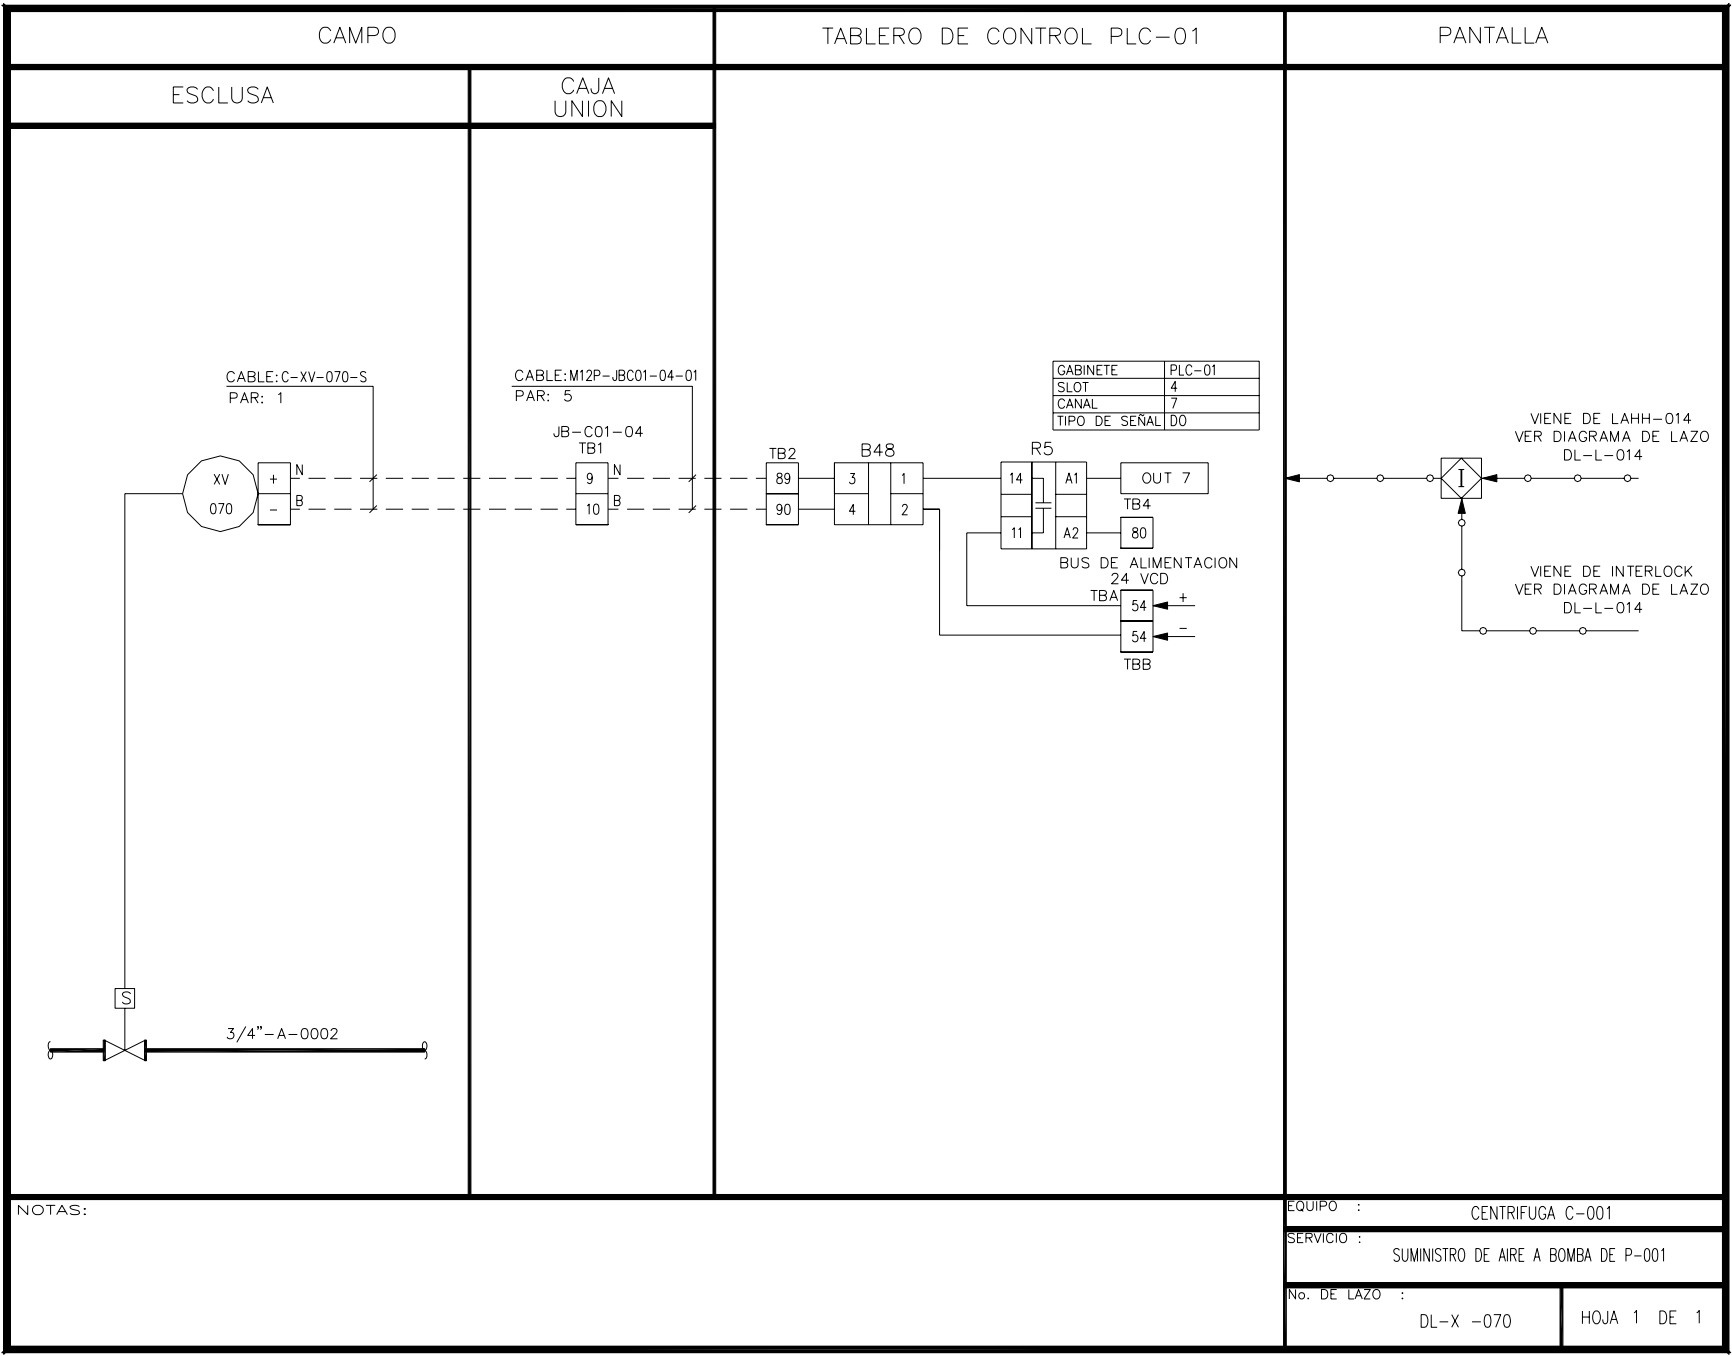 CAMPO
TABLERO DE CONTROL PLC-01
PANTALLA
ESCLUSA
CAJA
UNION
CABLE:C-XV-070-S
PAR: 1
XV
070
+
-
N
B
S
3/4"-A-0002
CABLE:M12P-JBC01-04-01
PAR: 5
JB-C01-04
TB1
9
10
N
B
TB2
89
90
B48
3
4
1
2
GABINETE PLC-01
SLOT 4
CANAL 7
TIPO DE SEÑAL DO
R5
14
11
A1
A2
OUT 7
TB4
80
BUS DE ALIMENTACION
24 VCD
TBA
54
+
54
-
TBB
VIENE DE LAHH-014
VER DIAGRAMA DE LAZO
DL-L-014
I
VIENE DE INTERLOCK
VER DIAGRAMA DE LAZO
DL-L-014
NOTAS:
EQUIPO : CENTRIFUGA C-001
SERVICIO :
SUMINISTRO DE AIRE A BOMBA DE P-001
No. DE LAZO :
DL-X -070
HOJA 1 DE 1